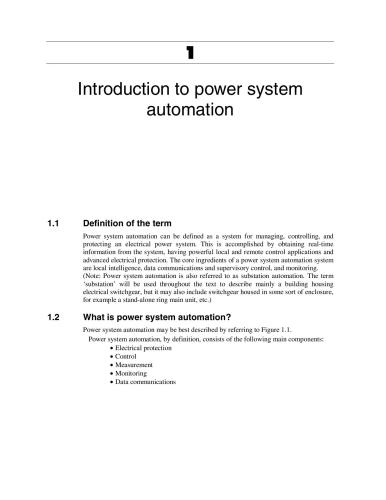 1
Introduction to power system
automation
1.1 Definition of the term
Power system automation can be defined as a system for managing, controlling, and
protecting an electrical power system. This is accomplished by obtaining real-time
information from the system, having powerful local and remote control applications and
advanced electrical protection. The core ingredients of a power system automation system
are local intelligence, data communications and supervisory control, and monitoring.
(Note: Power system automation is also referred to as substation automation. The term
‘substation’ will be used throughout the text to describe mainly a building housing
electrical switchgear, but it may also include switchgear housed in some sort of enclosure,
for example a stand-alone ring main unit, etc.)
1.2 What is power system automation?
Power system automation may be best described by referring to Figure 1.1.
Power system automation, by definition, consists of the following main components:
• Electrical protection
• Control
• Measurement
• Monitoring
• Data communications